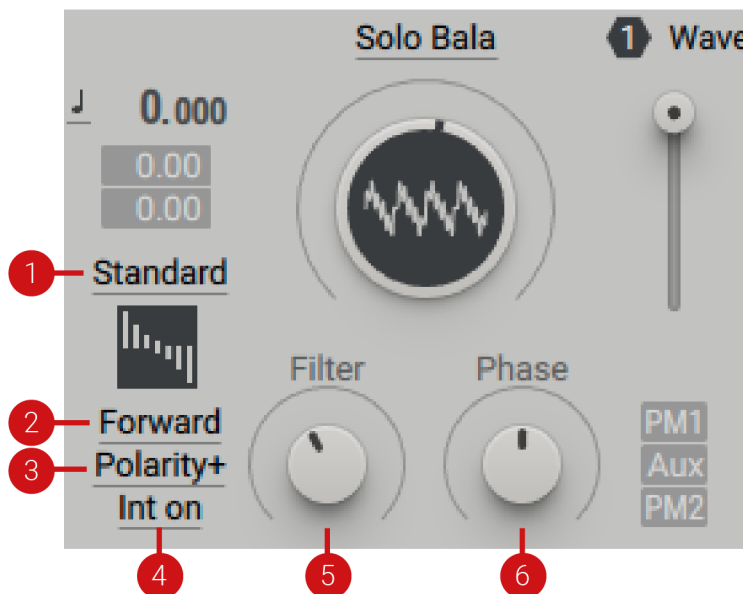 Solo Bala
1 Wave
0.000
0.00
0.00
1 Standard
Filter Phase
2 Forward
3 Polarity+
Int on
PM1
Aux
PM2
4 5 6